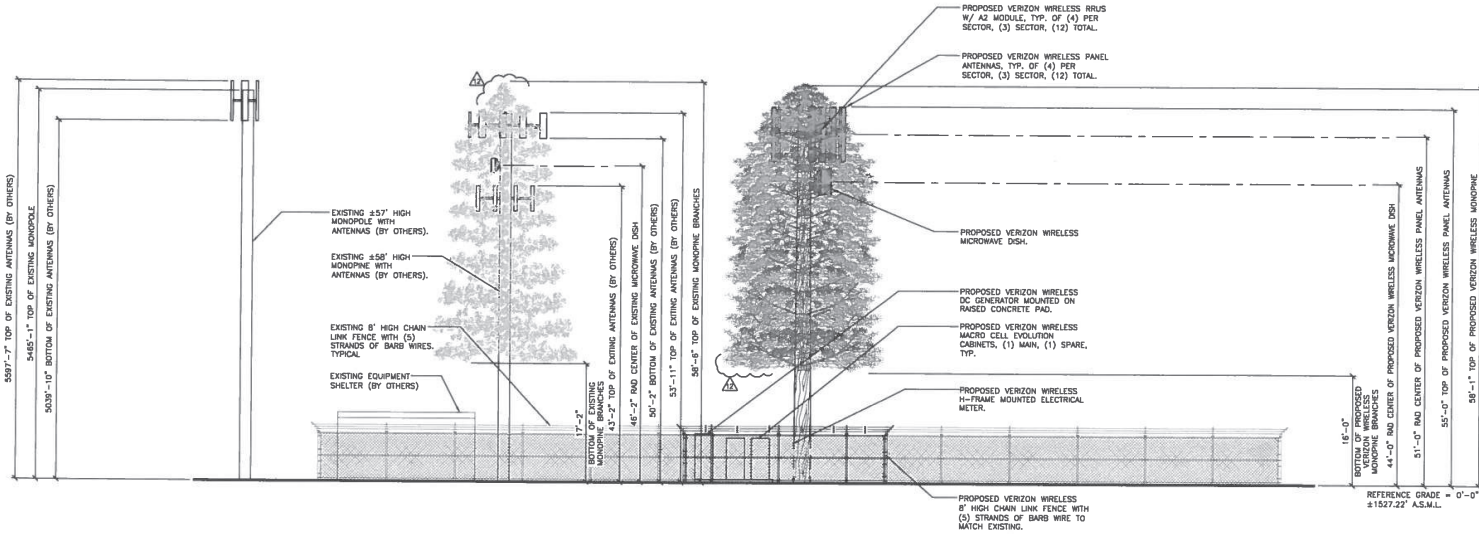 PROPOSED VERIZON WIRELESS RRUS
W/ A2 MODULE, TYP. OF (4) PER
SECTOR, (3) SECTOR, (12) TOTAL.
PROPOSED VERIZON WIRELESS PANEL
ANTENNAS, TYP. OF (4) PER
SECTOR, (3) SECTOR, (12) TOTAL.
12
5597'-7" TOP OF EXISTING ANTENNAS (BY OTHERS)
5465'-1" TOP OF EXISTING MONOPOLE
5039'-10" BOTTOM OF EXISTING ANTENNAS (BY OTHERS)
EXISTING ±57' HIGH
MONOPOLE WITH
ANTENNAS (BY OTHERS).
EXISTING ±58' HIGH
MONOPINE WITH
ANTENNAS (BY OTHERS).
EXISTING 8' HIGH CHAIN
LINK FENCE WITH (5)
STRANDS OF BARB WIRES.
TYPICAL
EXISTING EQUIPMENT
SHELTER (BY OTHERS)
17'-2"
BOTTOM OF EXISTING
MONOPINE BRANCHES
43'-2" TOP OF EXITING ANTENNAS (BY OTHERS)
46'-2" RAD CENTER OF EXISTING MICROWAVE DISH
50'-2" BOTTOM OF EXISTING ANTENNAS (BY OTHERS)
53'-11" TOP OF EXITING ANTENNAS (BY OTHERS)
58'-6" TOP OF EXISTING MONOPINE BRANCHES
12
PROPOSED VERIZON WIRELESS
MICROWAVE DISH.
PROPOSED VERIZON WIRELESS
DC GENERATOR MOUNTED ON
RAISED CONCRETE PAD.
PROPOSED VERIZON WIRELESS
MACRO CELL EVOLUTION
CABINETS, (1) MAIN, (1) SPARE,
TYP.
PROPOSED VERIZON WIRELESS
H-FRAME MOUNTED ELECTRICAL
METER.
PROPOSED VERIZON WIRELESS
8' HIGH CHAIN LINK FENCE WITH
(5) STRANDS OF BARB WIRE TO
MATCH EXISTING.
16'-0"
BOTTOM OF PROPOSED
VERIZON WIRELESS
MONOPINE BRANCHES
44'-0" RAD CENTER OF PROPOSED VERIZON WIRELESS MICROWAVE DISH
51'-0" RAD CENTER OF PROPOSED VERIZON WIRELESS PANEL ANTENNAS
55'-0" TOP OF PROPOSED VERIZON WIRELESS PANEL ANTENNAS
58'-1" TOP OF PROPOSED VERIZON WIRELESS MONOPINE
REFERENCE GRADE = 0'-0"
±1527.22' A.S.M.L.